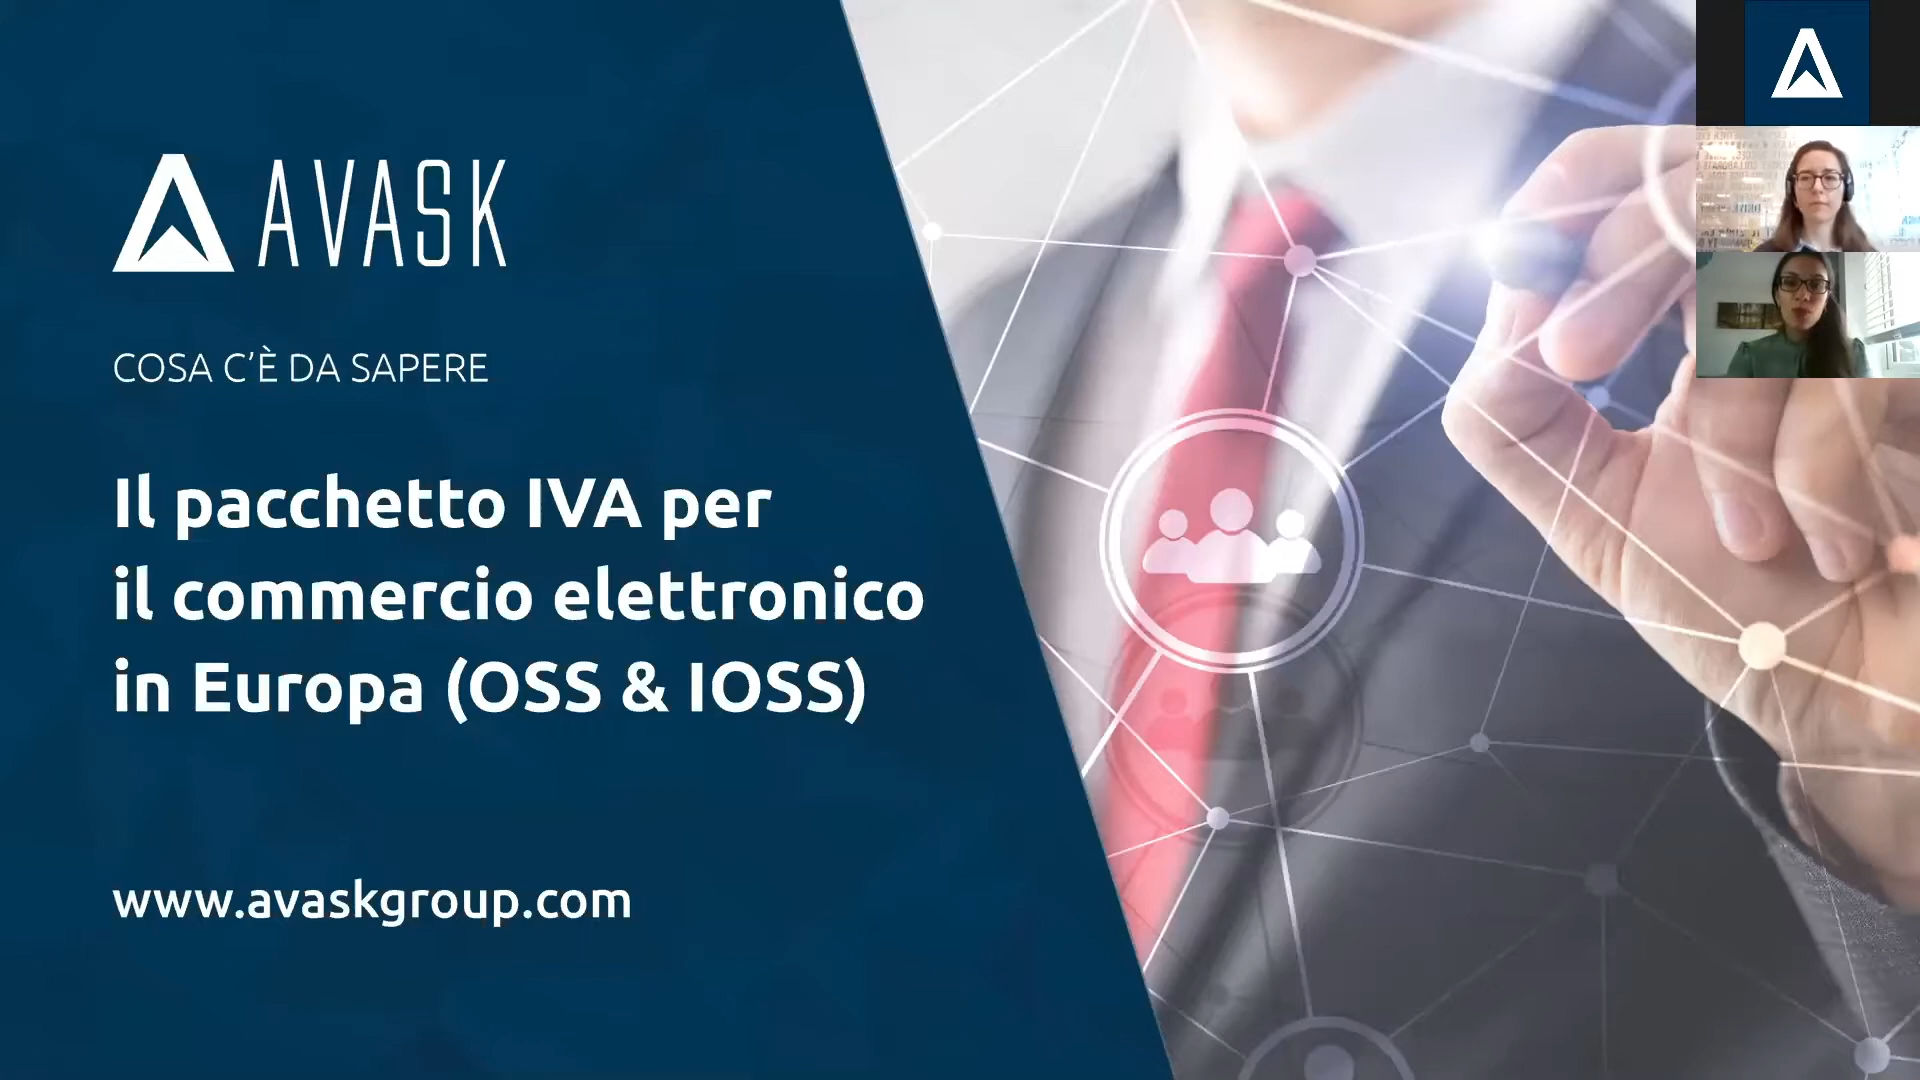 AVASK
COSA C'È DA SAPERE
Il pacchetto IVA per
il commercio elettronico
in Europa (OSS & IOSS)
www.avaskgroup.com